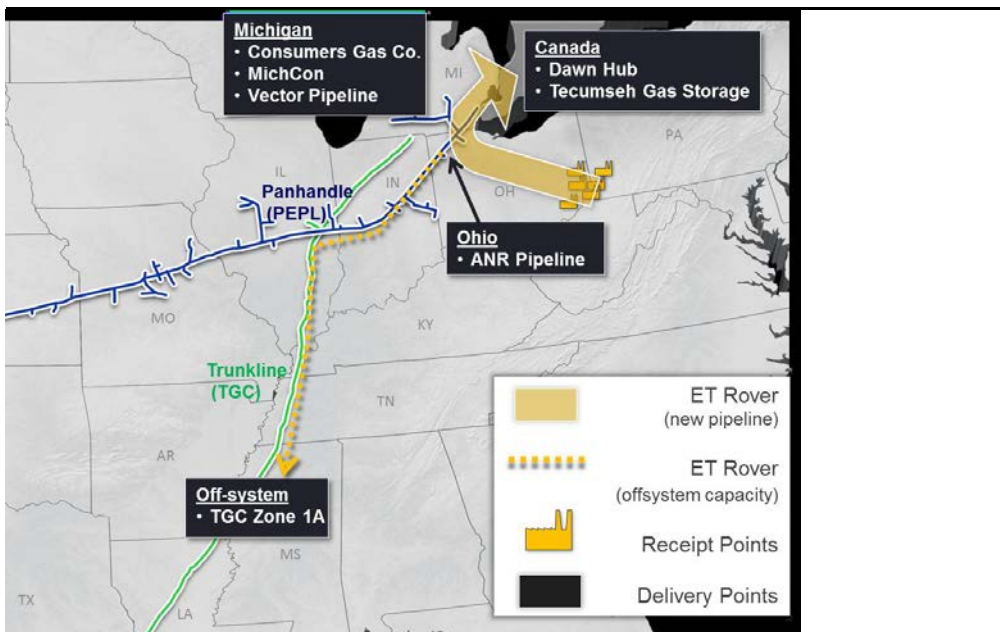 Michigan
• Consumers Gas Co.
• MichCon
• Vector Pipeline
Canada
• Dawn Hub
• Tecumseh Gas Storage
MI
PA
IL
IN
OH
Panhandle
(PEPL)
Ohio
• ANR Pipeline
MO
KY
Trunkline
(TGC)
TN
AR
Off-system
• TGC Zone 1A
MS
TX
LA
ET Rover
(new pipeline)
ET Rover
(offsystem capacity)
Receipt Points
Delivery Points